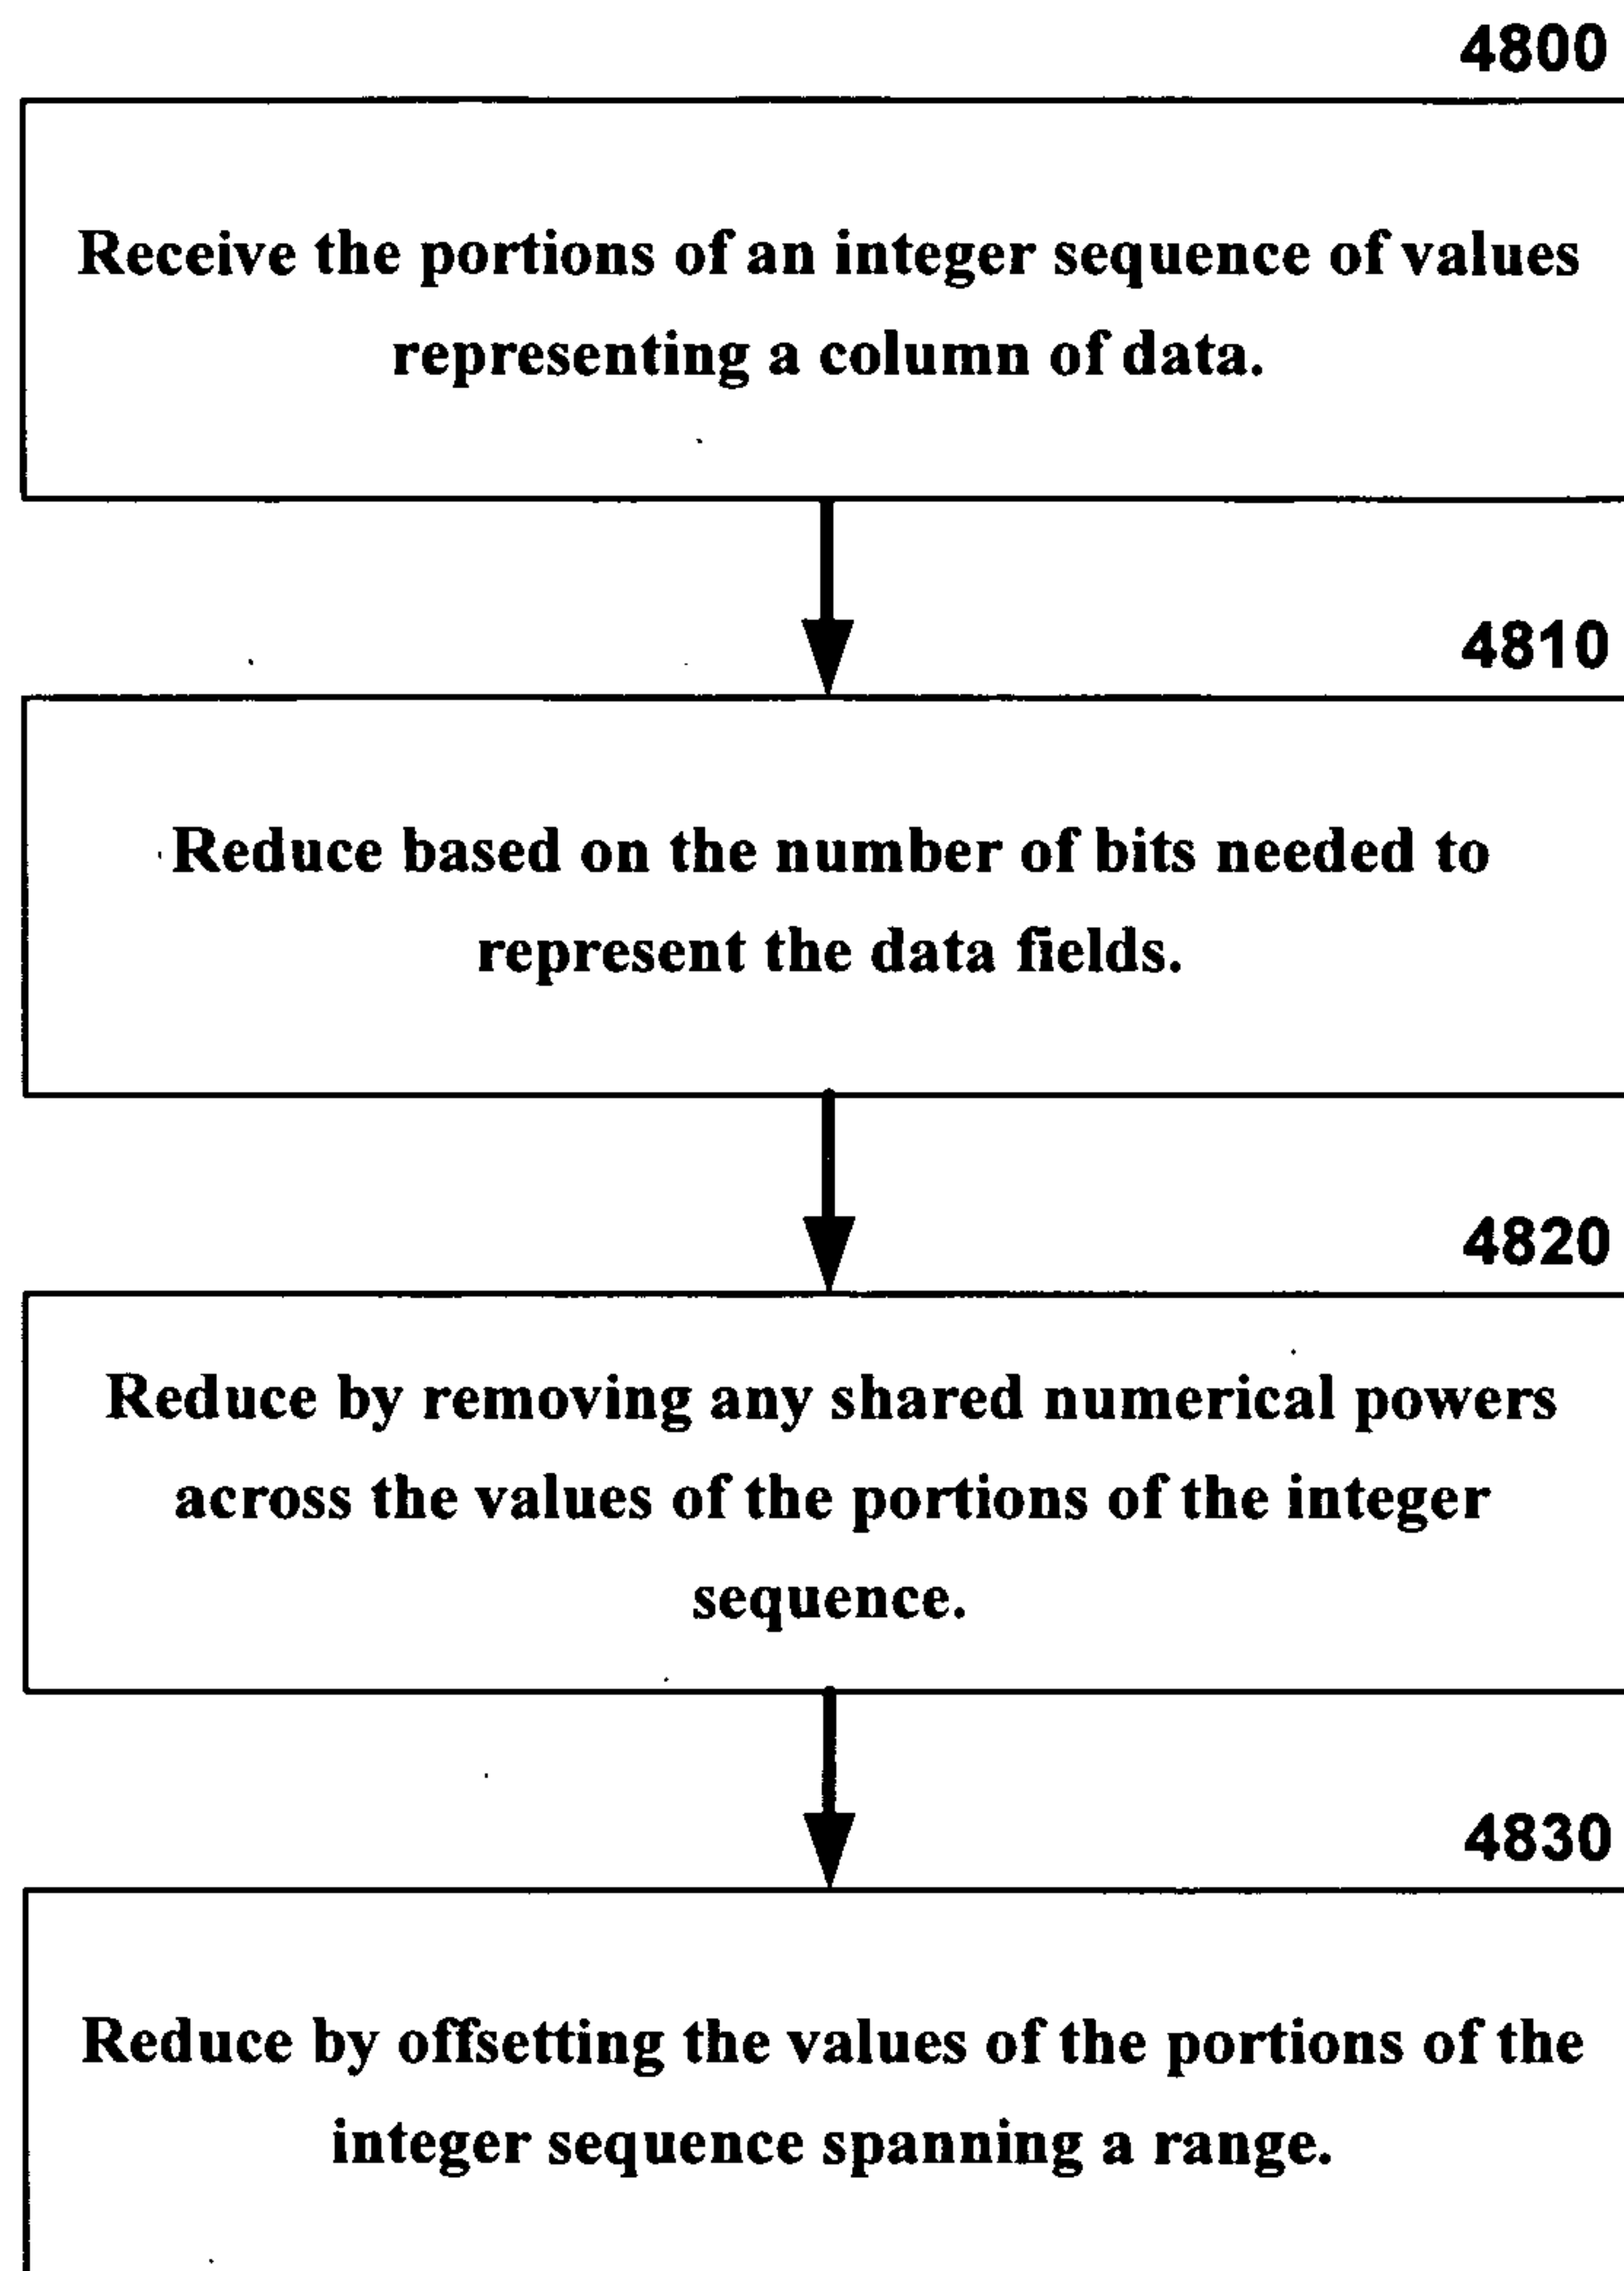 4800
Receive the portions of an integer sequence of values
representing a column of data.
4810
Reduce based on the number of bits needed to
represent the data fields.
4820
Reduce by removing any shared numerical powers
across the values of the portions of the integer
sequence.
4830
Reduce by offsetting the values of the portions of the
integer sequence spanning a range.